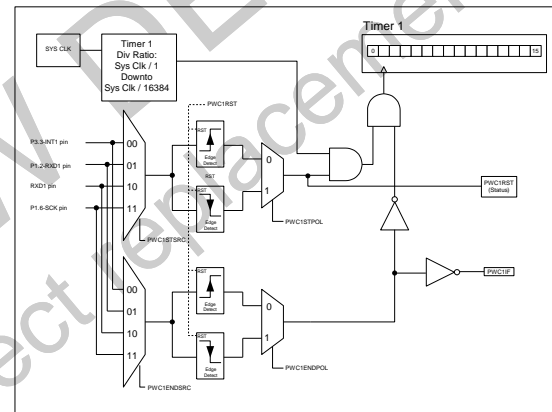 Timer 1
0 15
SYS CLK
Timer 1
Div Ratio:
Sys Clk / 1
Downto
Sys Clk / 16384
PWC1RST
P3.3-INT1 pin
P1.2-RXD1 pin
RXD1 pin
P1.6-SCK pin
00
01
10
11
RST
Edge
Detect
RST
RST
Edge
Detect
0
1
PWC1STSRC
PWC1STPOL
PWC1RST
(Status)
00
01
10
11
RST
Edge
Detect
RST
Edge
Detect
0
1
PWC1ENDSRC
PWC1ENDPOL
PWC1IF